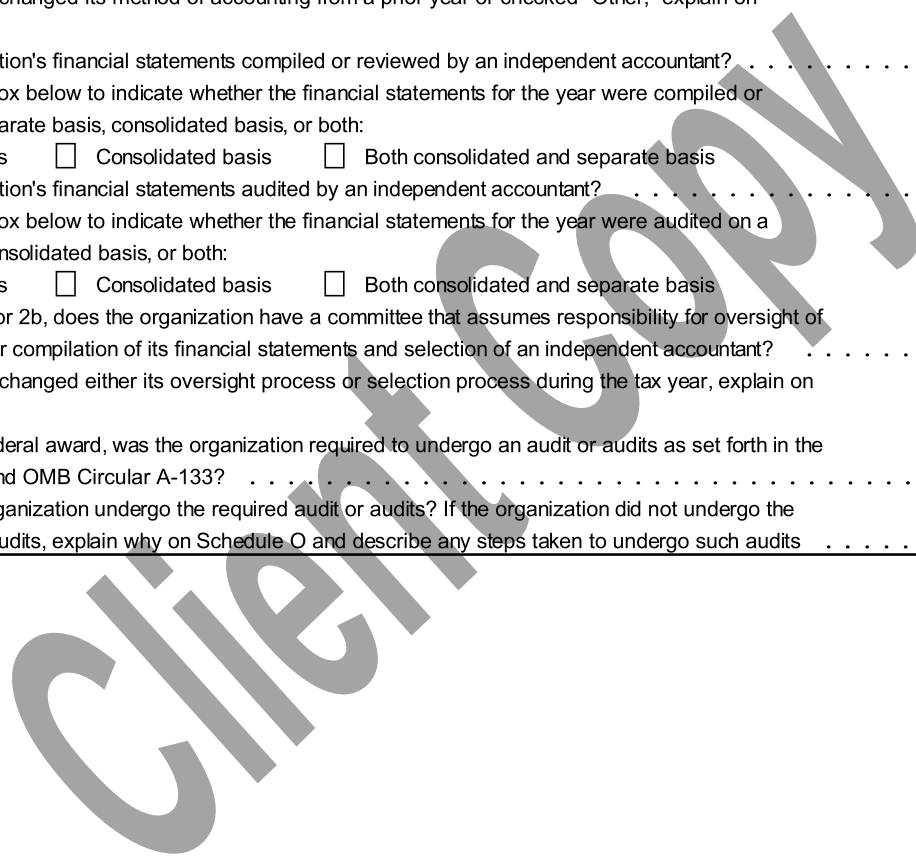 changed its method of accounting from a prior year or checked "Other," explain on
tion's financial statements compiled or reviewed by an independent accountant? . . . . . . . . .
ox below to indicate whether the financial statements for the year were compiled or
arate basis, consolidated basis, or both:
s Consolidated basis Both consolidated and separate basis
tion's financial statements audited by an independent accountant? . . . . . . . . . . . . . . .
ox below to indicate whether the financial statements for the year were audited on a
nsolidated basis, or both:
s Consolidated basis Both consolidated and separate basis
or 2b, does the organization have a committee that assumes responsibility for oversight of
r compilation of its financial statements and selection of an independent accountant? . . . . . .
changed either its oversight process or selection process during the tax year, explain on
deral award, was the organization required to undergo an audit or audits as set forth in the
nd OMB Circular A-133? . . . . . . . . . . . . . . . . . . . . . . . . . . . . . . . . . . .
ganization undergo the required audit or audits? If the organization did not undergo the
udits, explain why on Schedule O and describe any steps taken to undergo such audits . . . . .
Client Copy